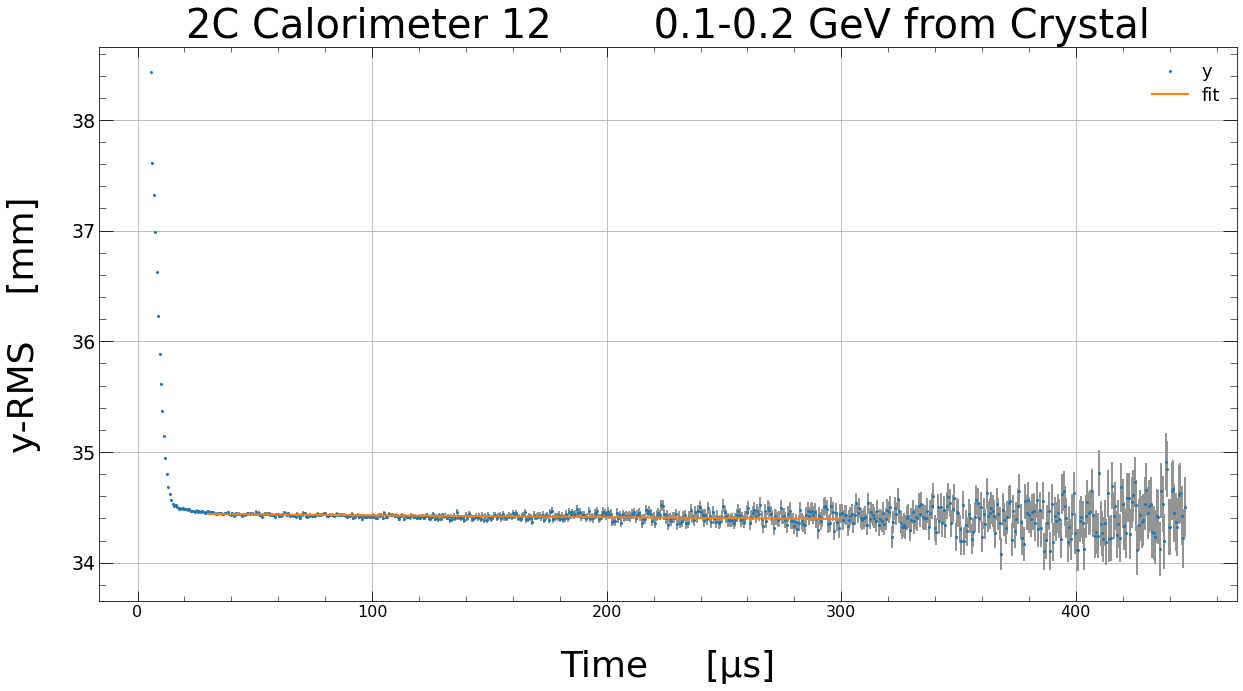 2C Calorimeter 12 0.1-0.2 GeV from Crystal
y
fit
38
37
36
35
34
y-RMS [mm]
0 100 200 300 400
Time [µs]